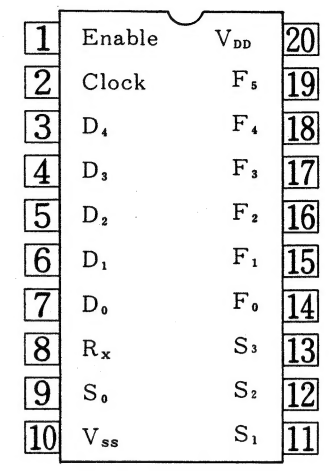 1 Enable V_DD 20
2 Clock F₅ 19
3 D₄ F₄ 18
4 D₃ F₃ 17
5 D₂ F₂ 16
6 D₁ F₁ 15
7 D₀ F₀ 14
8 Rₓ S₃ 13
9 S₀ S₂ 12
10 V_SS S₁ 11